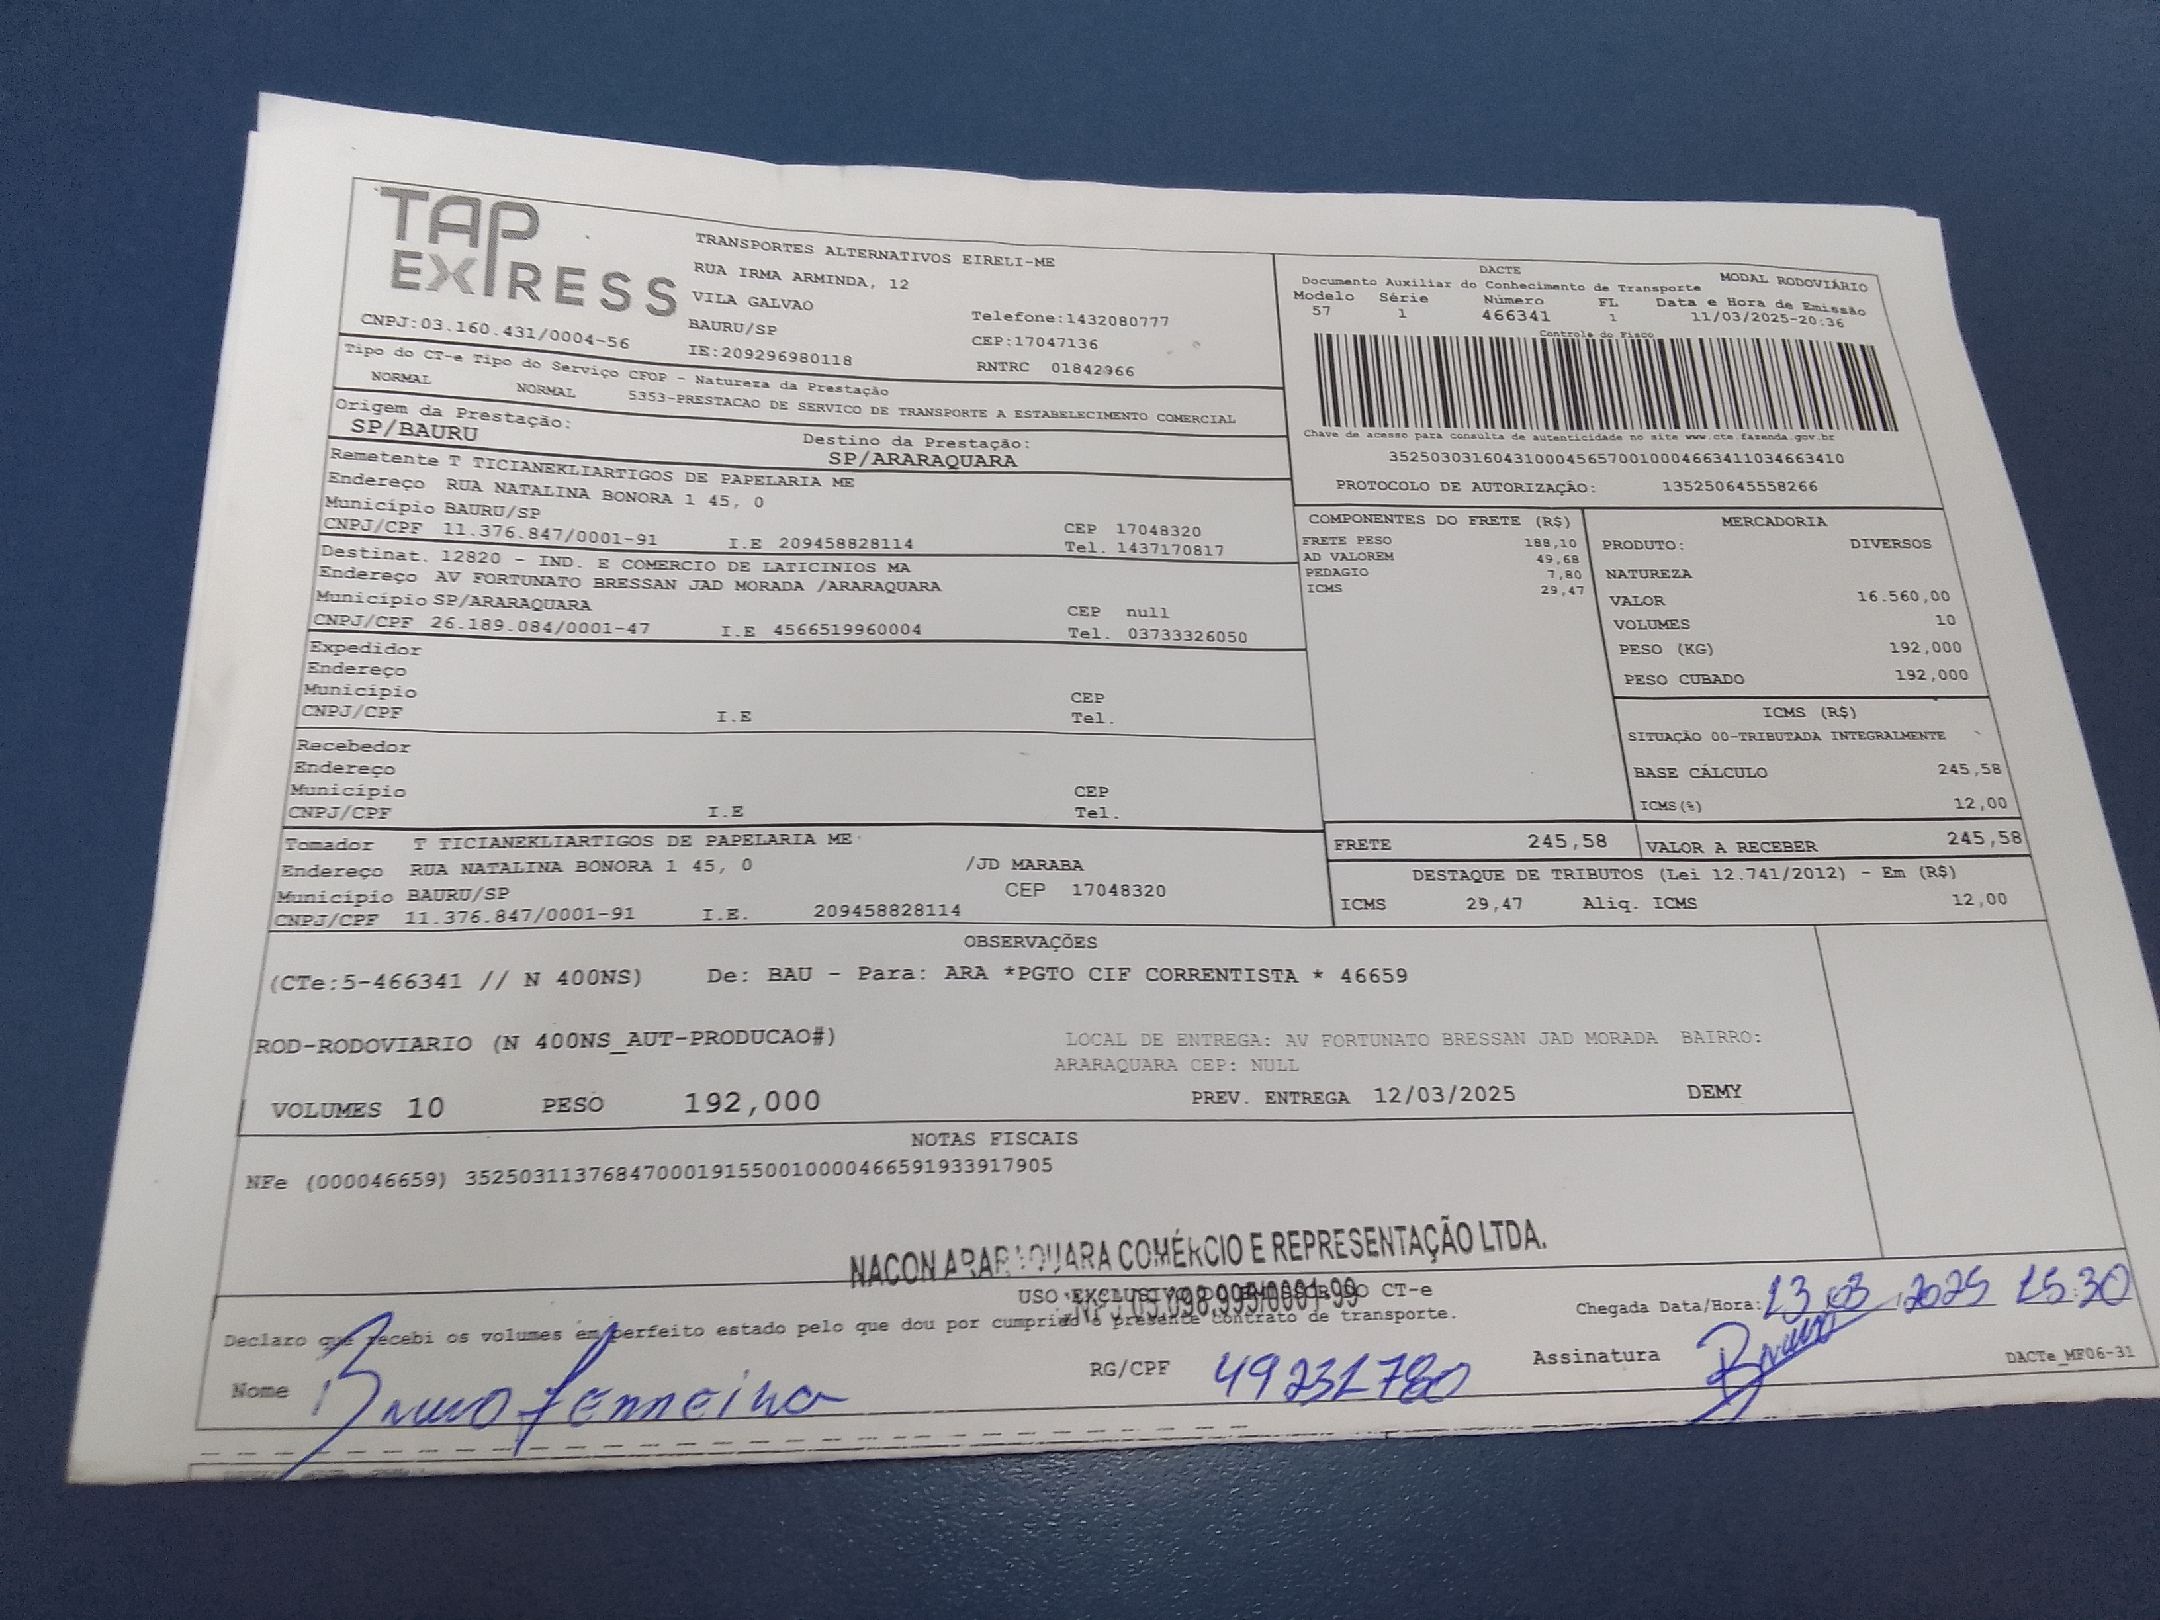 TAP
EXPRESS
CNPJ:03.160.431/0004-56
TRANSPORTES ALTERNATIVOS EIRELI-ME
RUA IRMA ARMINDA, 12
VILA GALVAO
BAURU/SP
IE:209296980118
Telefone:1432080777
CEP:17047136
RNTRC 01842966
DACTE
MODAL RODOVIÁRIO
Documento Auxiliar do Conhecimento de Transporte
Modelo Série Número FL Data e Hora de Emissão
57 1 466341 1 11/03/2025-20:36
Controle do Fisco
Chave de acesso para consulta de autenticidade no site www.cte.fazenda.gov.br
35250303160431000456570010004663411034663410
PROTOCOLO DE AUTORIZAÇÃO: 135250645558266
Tipo do CT-e Tipo do Serviço CFOP - Natureza da Prestação
NORMAL NORMAL 5353-PRESTACAO DE SERVICO DE TRANSPORTE A ESTABELECIMENTO COMERCIAL
Origem da Prestação: Destino da Prestação:
SP/BAURU SP/ARARAQUARA
Remetente T TICIANEKLIARTIGOS DE PAPELARIA ME
Endereço RUA NATALINA BONORA 1 45, 0
Município BAURU/SP CEP 17048320
CNPJ/CPF 11.376.847/0001-91 I.E 209458828114 Tel. 1437170817
Destinat. 12820 - IND. E COMERCIO DE LATICINIOS MA
Endereço AV FORTUNATO BRESSAN JAD MORADA /ARARAQUARA
Município SP/ARARAQUARA CEP null
CNPJ/CPF 26.189.084/0001-47 I.E 4566519960004 Tel. 03733326050
Expedidor
Endereço
Município CEP
CNPJ/CPF I.E Tel.
Recebedor
Endereço
Município CEP
CNPJ/CPF I.E Tel.
Tomador T TICIANEKLIARTIGOS DE PAPELARIA ME
Endereço RUA NATALINA BONORA 1 45, 0 /JD MARABA
Município BAURU/SP CEP 17048320
CNPJ/CPF 11.376.847/0001-91 I.E. 209458828114
COMPONENTES DO FRETE (R$)
FRETE PESO 188,10
AD VALOREM 49,68
PEDAGIO 7,80
ICMS 29,47
MERCADORIA
PRODUTO: DIVERSOS
NATUREZA
VALOR 16.560,00
VOLUMES 10
PESO (KG) 192,000
PESO CUBADO 192,000
ICMS (R$)
SITUAÇÃO 00-TRIBUTADA INTEGRALMENTE
BASE CÁLCULO 245,58
ICMS(%) 12,00
FRETE 245,58 VALOR A RECEBER 245,58
DESTAQUE DE TRIBUTOS (Lei 12.741/2012) - Em (R$)
ICMS 29,47 Aliq. ICMS 12,00
OBSERVAÇÕES
(CTe:5-466341 // N 400NS) De: BAU - Para: ARA *PGTO CIF CORRENTISTA * 46659
ROD-RODOVIARIO (N 400NS_AUT-PRODUCAO#)
LOCAL DE ENTREGA: AV FORTUNATO BRESSAN JAD MORADA BAIRRO:
ARARAQUARA CEP: NULL
VOLUMES 10 PESO 192,000 PREV. ENTREGA 12/03/2025 DEMY
NOTAS FISCAIS
NFe (000046659) 35250311376847000191550010000466591933917905
NACON ARARAQUARA COMÉRCIO E REPRESENTAÇÃO LTDA.
USO EXCLUSIVO DO EMISSOR DO CT-e
Declaro que recebi os volumes em perfeito estado pelo que dou por cumprido o presente contrato de transporte.
Chegada Data/Hora: 13 03 2025 15:30
Nome Bruno Ferreira RG/CPF 49231780 Assinatura Bruno
DACTe_MF06-31